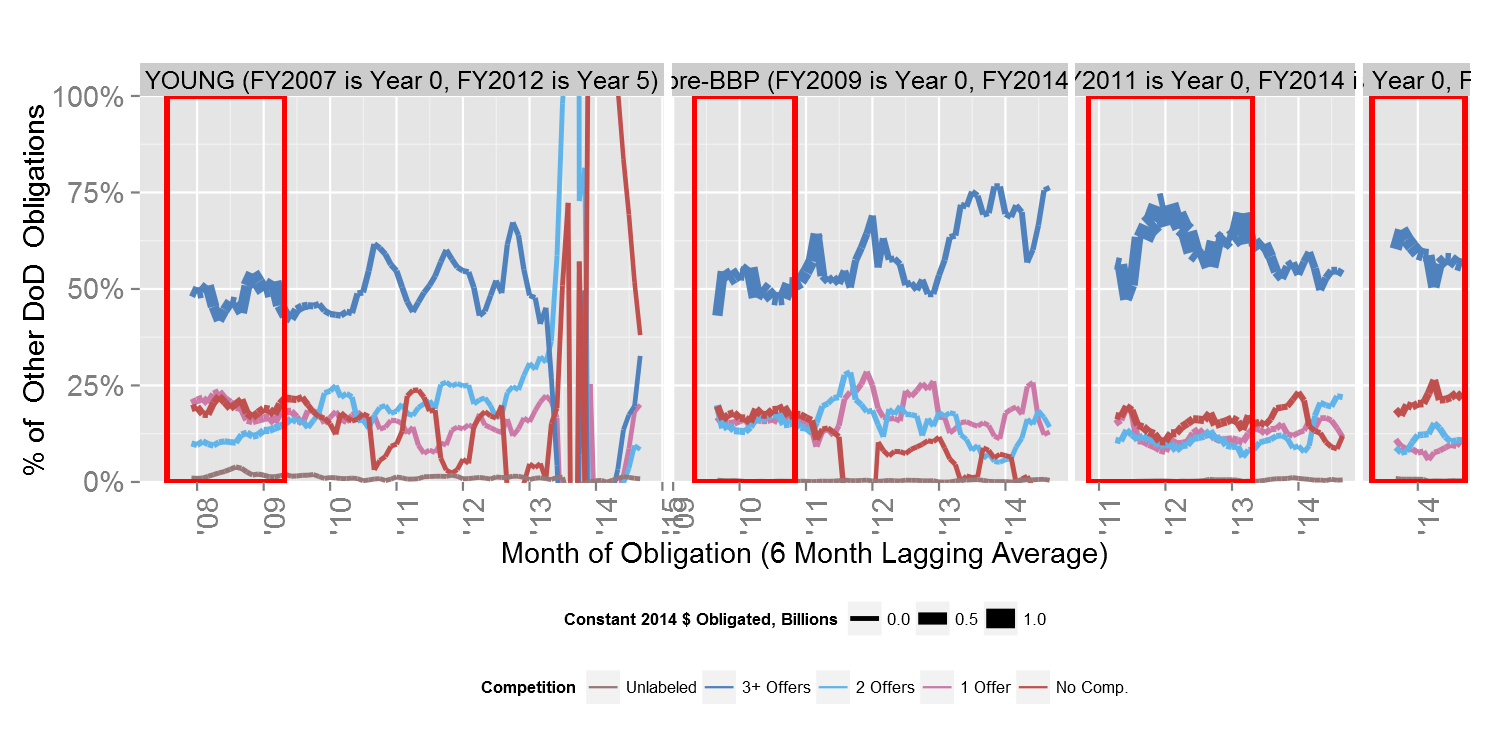 YOUNG (FY2007 is Year 0, FY2012 is Year 5)
pre-BBP (FY2009 is Year 0, FY2014
Y2011 is Year 0, FY2014 i
Year 0, F
% of Other DoD Obligations
100%
75%
50%
25%
0%
'08 '09 '10 '11 '12 '13 '14 '15
'09 '10 '11 '12 '13 '14
'11 '12 '13 '14
'14
Month of Obligation (6 Month Lagging Average)
Constant 2014 $ Obligated, Billions 0.0 0.5 1.0
Competition Unlabeled 3+ Offers 2 Offers 1 Offer No Comp.